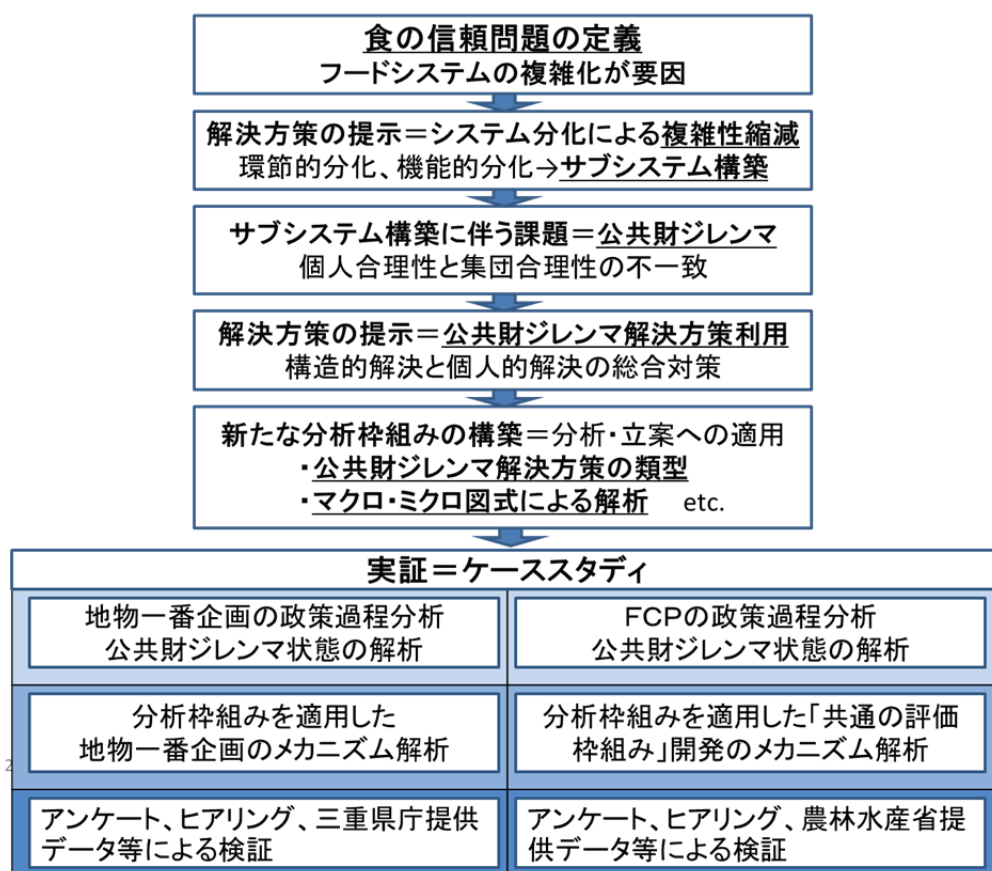 食の信頼問題の定義
フードシステムの複雑化が要因
解決方策の提示＝システム分化による複雑性縮減
環節的分化、機能的分化→サブシステム構築
サブシステム構築に伴う課題＝公共財ジレンマ
個人合理性と集団合理性の不一致
解決方策の提示＝公共財ジレンマ解決方策利用
構造的解決と個人的解決の総合対策
新たな分析枠組みの構築＝分析・立案への適用
・公共財ジレンマ解決方策の類型
・マクロ・ミクロ図式による解析　etc.
実証＝ケーススタディ
地物一番企画の政策過程分析
公共財ジレンマ状態の解析
ＦＣＰの政策過程分析
公共財ジレンマ状態の解析
分析枠組みを適用した
地物一番企画のメカニズム解析
分析枠組みを適用した「共通の評価
枠組み」開発のメカニズム解析
2
アンケート、ヒアリング、三重県庁提供
データ等による検証
アンケート、ヒアリング、農林水産省提
供データ等による検証